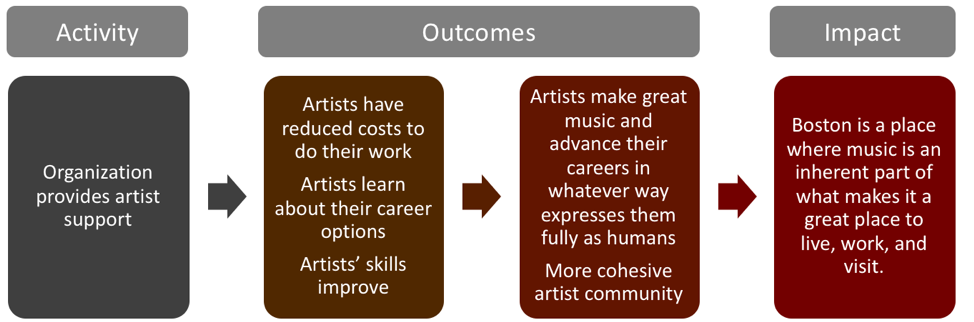 Activity
Outcomes
Impact
Organization
provides artist
support
Artists have
reduced costs to
do their work
Artists learn
about their career
options
Artists’ skills
improve
Artists make great
music and
advance their
careers in
whatever way
expresses them
fully as humans
More cohesive
artist community
Boston is a place
where music is an
inherent part of
what makes it a
great place to
live, work, and
visit.